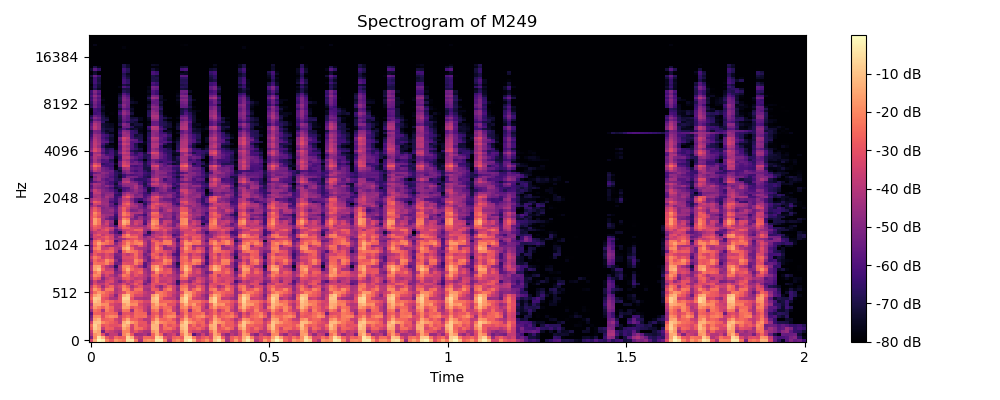 Spectrogram of M249
16384
8192
4096
2048
1024
512
0
Hz
0
0.5
1
1.5
2
Time
-10 dB
-20 dB
-30 dB
-40 dB
-50 dB
-60 dB
-70 dB
-80 dB